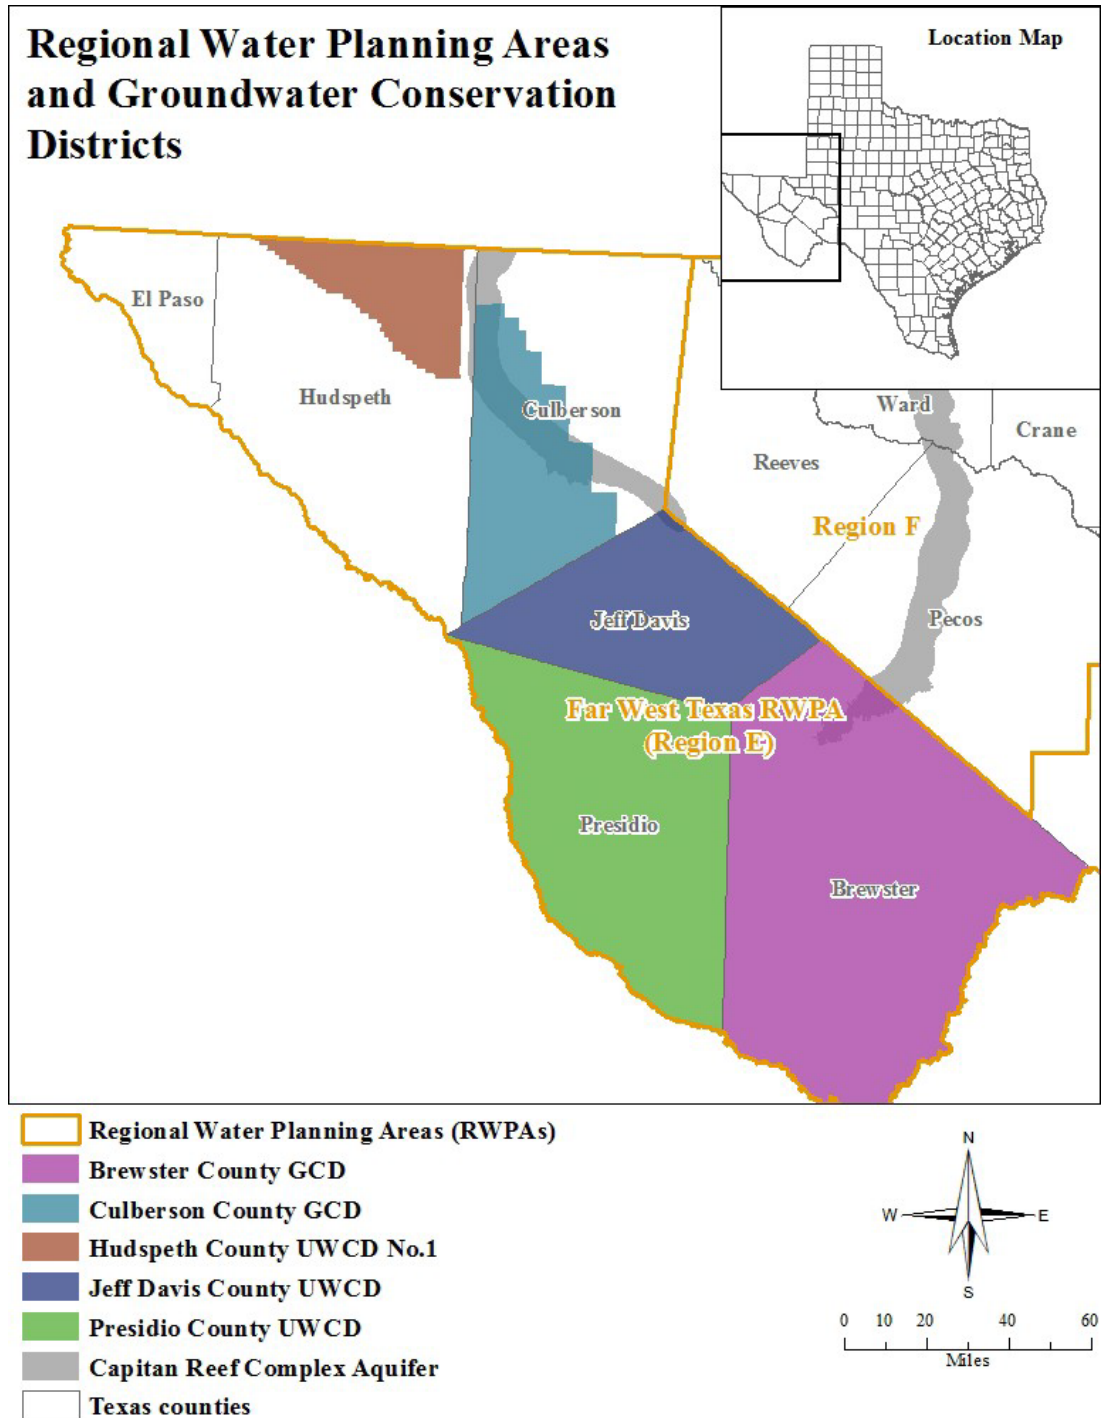 Regional Water Planning Areas
and Groundwater Conservation
Districts
Location Map
El Paso
Hudspeth
Culberson
Ward
Crane
Reeves
Region F
Jeff Davis
Pecos
Far West Texas RWPA
(Region E)
Presidio
Brewster
Regional Water Planning Areas (RWPAs)
Brewster County GCD
Culberson County GCD
Hudspeth County UWCD No.1
Jeff Davis County UWCD
Presidio County UWCD
Capitan Reef Complex Aquifer
Texas counties
N
W E
S
0 10 20 40 60
Miles